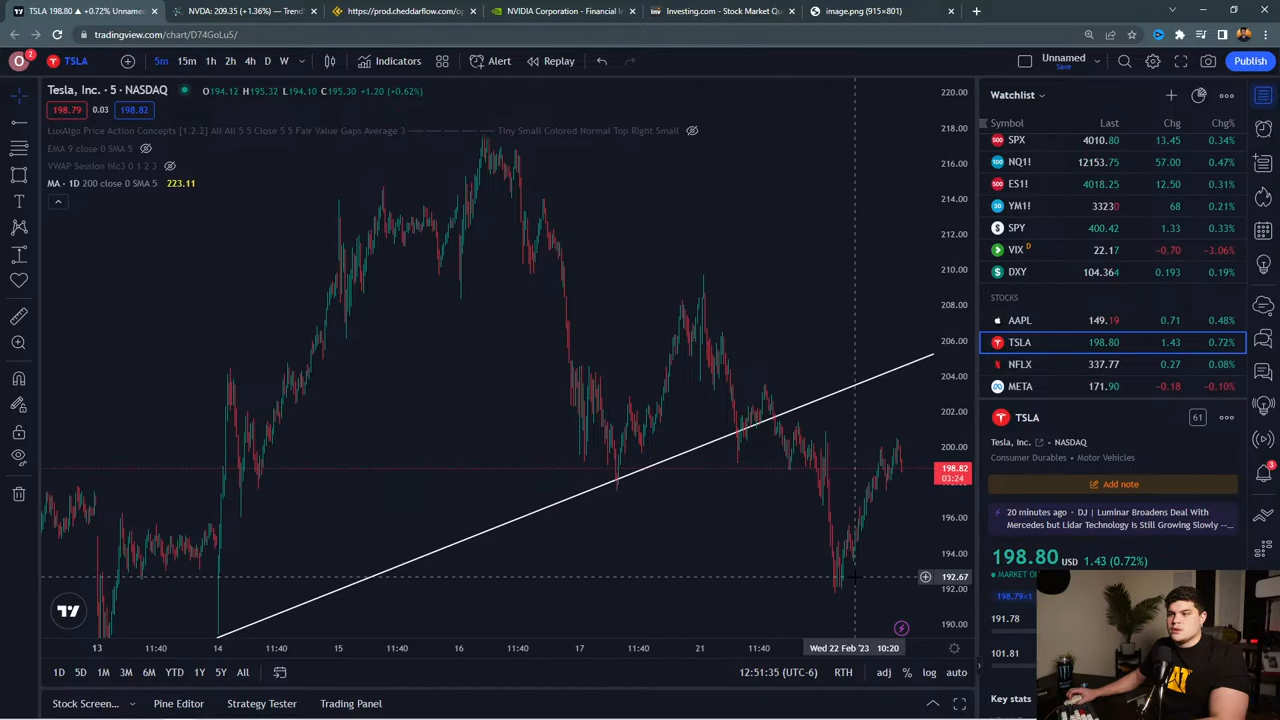 TSLA 198.80 ▲ +0.72% Unname
NVDA: 209.35 (+1.36%) — Trend
https://prod.cheddarflow.com/op
NVIDIA Corporation - Financial In
Investing.com - Stock Market Qu
image.png (915×801)
tradingview.com/chart/D74GoLu5/
O
2
TSLA
5m 15m 1h 2h 4h D W
Indicators
Alert
Replay
Unnamed
Save
Publish
Tesla, Inc. · 5 · NASDAQ
O194.12 H195.32 L194.10 C195.30 +1.20 (+0.62%)
198.79 0.03 198.82
LuxAlgo Price Action Concepts [1,2,2] All All 5 5 Close 5 5 Fair Value Gaps Average 3 — — — — — — Tiny Small Colored Normal Top Right Small
EMA 9 close 0 SMA 5
VWAP Session hlc3 0 1 2 3
MA · 1D 200 close 0 SMA 5 223.11
220.00
218.00
216.00
214.00
212.00
210.00
208.00
206.00
204.00
202.00
200.00
198.82
03:24
196.00
194.00
192.67
192.00
190.00
13 11:40 14 11:40 15 11:40 16 11:40 17 11:40 21 11:40 Wed 22 Feb '23 10:20
1D 5D 1M 3M 6M YTD 1Y 5Y All
12:51:35 (UTC-6) RTH adj % log auto
Stock Screen... Pine Editor Strategy Tester Trading Panel
Watchlist
Symbol Last Chg Chg%
500 SPX 4010.80 13.45 0.34%
100 NQ1! 12153.75 57.00 0.47%
500 ES1! 4018.25 12.50 0.31%
30 YM1! 33230 68 0.21%
SPY 400.42 1.33 0.33%
VIX D 22.17 -0.70 -3.06%
DXY 104.364 0.193 0.19%
STOCKS
AAPL 149.19 0.71 0.48%
TSLA 198.80 1.43 0.72%
NFLX 337.77 0.27 0.08%
META 171.90 -0.18 -0.10%
TSLA
61
Tesla, Inc. NASDAQ
Consumer Durables • Motor Vehicles
Add note
20 minutes ago · DJ | Luminar Broadens Deal With
Mercedes but Lidar Technology Is Still Growing Slowly --...
198.80 USD 1.43 (0.72%)
MARKET O
198.79×1
191.78
101.81
Key stats
3